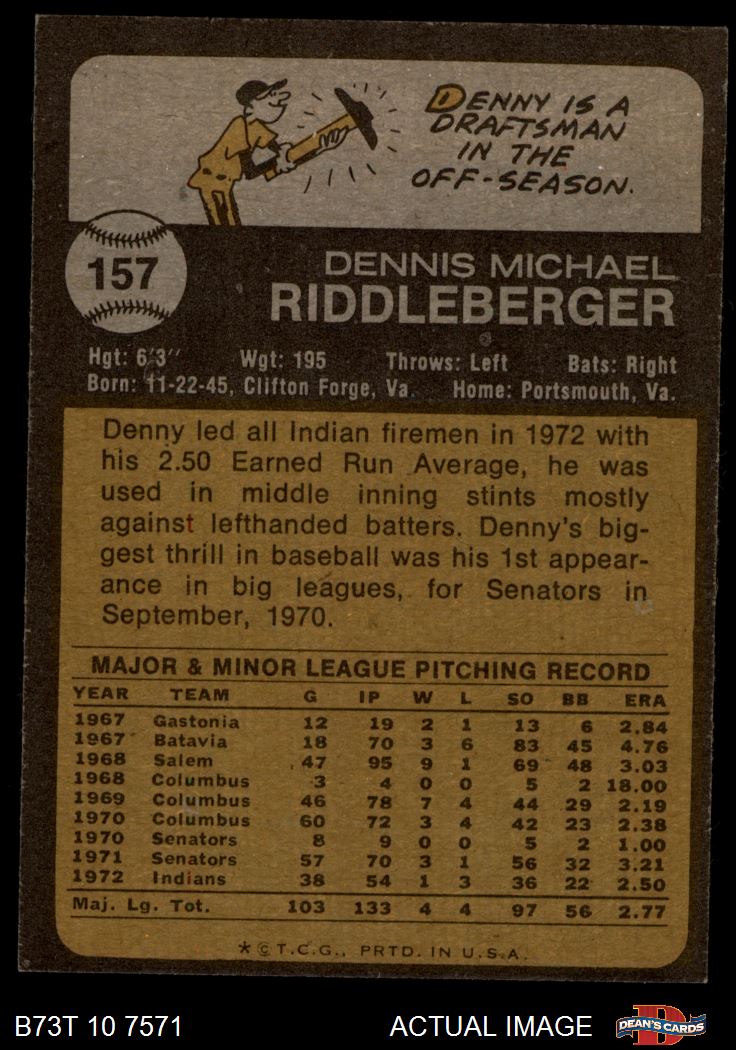 DENNY IS A
DRAFTSMAN
IN THE
OFF-SEASON.
157
DENNIS MICHAEL
RIDDLEBERGER
Hgt: 6'3" Wgt: 195 Throws: Left Bats: Right
Born: 11-22-45, Clifton Forge, Va. Home: Portsmouth, Va.
Denny led all Indian firemen in 1972 with
his 2.50 Earned Run Average, he was
used in middle inning stints mostly
against lefthanded batters. Denny's big-
gest thrill in baseball was his 1st appear-
ance in big leagues, for Senators in
September, 1970.
MAJOR & MINOR LEAGUE PITCHING RECORD
YEAR TEAM G IP W L SO BB ERA
1967 Gastonia 12 19 2 1 13 6 2.84
1967 Batavia 18 70 3 6 83 45 4.76
1968 Salem 47 95 9 1 69 48 3.03
1968 Columbus 3 4 0 0 5 2 18.00
1969 Columbus 46 78 7 4 44 29 2.19
1970 Columbus 60 72 3 4 42 23 2.38
1970 Senators 8 9 0 0 5 2 1.00
1971 Senators 57 70 3 1 56 32 3.21
1972 Indians 38 54 1 3 36 22 2.50
Maj. Lg. Tot. 103 133 4 4 97 56 2.77
*© T.C.G., PRTD. IN U.S.A.
B73T 10 7571 ACTUAL IMAGE D DEAN'S CARDS